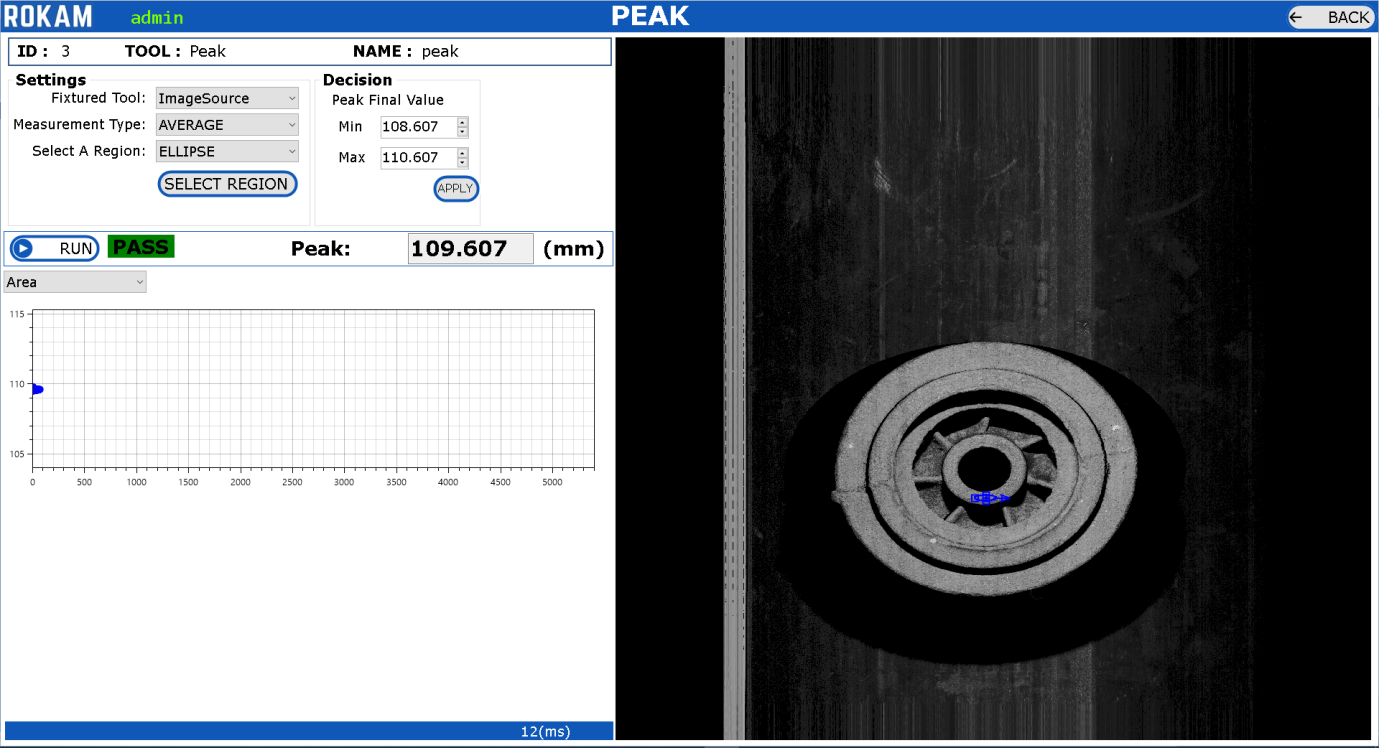 ROKAM admin PEAK BACK
ID : 3 TOOL : Peak NAME : peak
Settings Decision
Fixtured Tool: ImageSource
Peak Final Value
Measurement Type: AVERAGE
Min 108.607
Select A Region: ELLIPSE
Max 110.607
SELECT REGION
APPLY
RUN PASS Peak: 109.607 (mm)
Area
115
110
105
0 500 1000 1500 2000 2500 3000 3500 4000 4500 5000
12(ms)